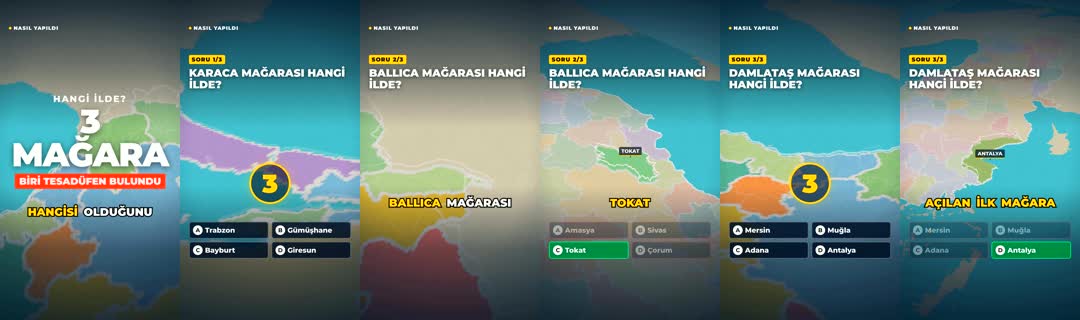 NASIL YAPILDI
HANGİ İLDE?
3
MAĞARA
BİRİ TESADÜFEN BULUNDU
HANGİSİ OLDUĞUNU
NASIL YAPILDI
SORU 1/3
KARACA MAĞARASI HANGİ
İLDE?
3
A Trabzon
B Gümüşhane
C Bayburt
D Giresun
NASIL YAPILDI
SORU 2/3
BALLICA MAĞARASI HANGİ
İLDE?
BALLICA MAĞARASI
NASIL YAPILDI
SORU 2/3
BALLICA MAĞARASI HANGİ
İLDE?
TOKAT
TOKAT
A Amasya
B Sivas
C Tokat
D Çorum
NASIL YAPILDI
SORU 3/3
DAMLATAŞ MAĞARASI
HANGİ İLDE?
3
A Mersin
B Muğla
C Adana
D Antalya
NASIL YAPILDI
SORU 3/3
DAMLATAŞ MAĞARASI
HANGİ İLDE?
ANTALYA
AÇILAN İLK MAĞARA
A Mersin
B Muğla
C Adana
D Antalya